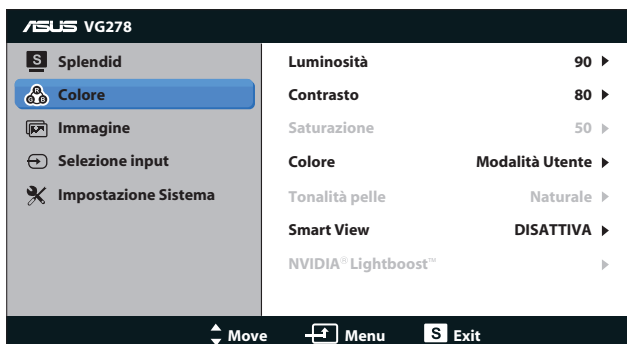 ASUS VG278
S Splendid
R G B Colore
Immagine
Selezione input
Impostazione Sistema
Luminosità 90
Contrasto 80
Saturazione 50
Colore Modalità Utente
Tonalità pelle Naturale
Smart View DISATTIVA
NVIDIA® Lightboost™
Move Menu S Exit